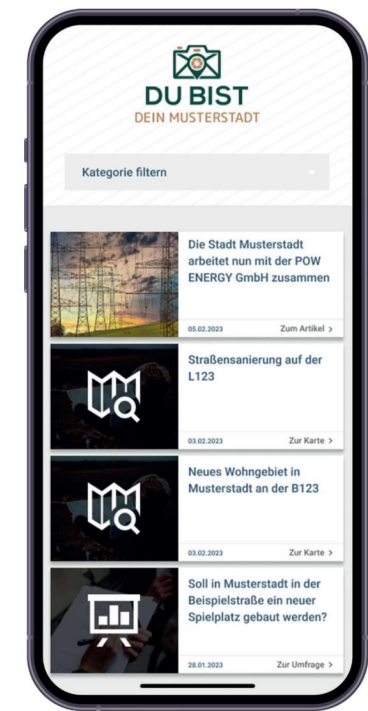 DU BIST
DEIN MUSTERSTADT
Kategorie filtern
Die Stadt Musterstadt
arbeitet nun mit der POW
ENERGY GmbH zusammen
05.02.2023 Zum Artikel >
Straßensanierung auf der
L123
03.02.2023 Zur Karte >
Neues Wohngebiet in
Musterstadt an der B123
03.02.2023 Zur Karte >
Soll in Musterstadt in der
Beispielstraße ein neuer
Spielplatz gebaut werden?
28.01.2023 Zur Umfrage >